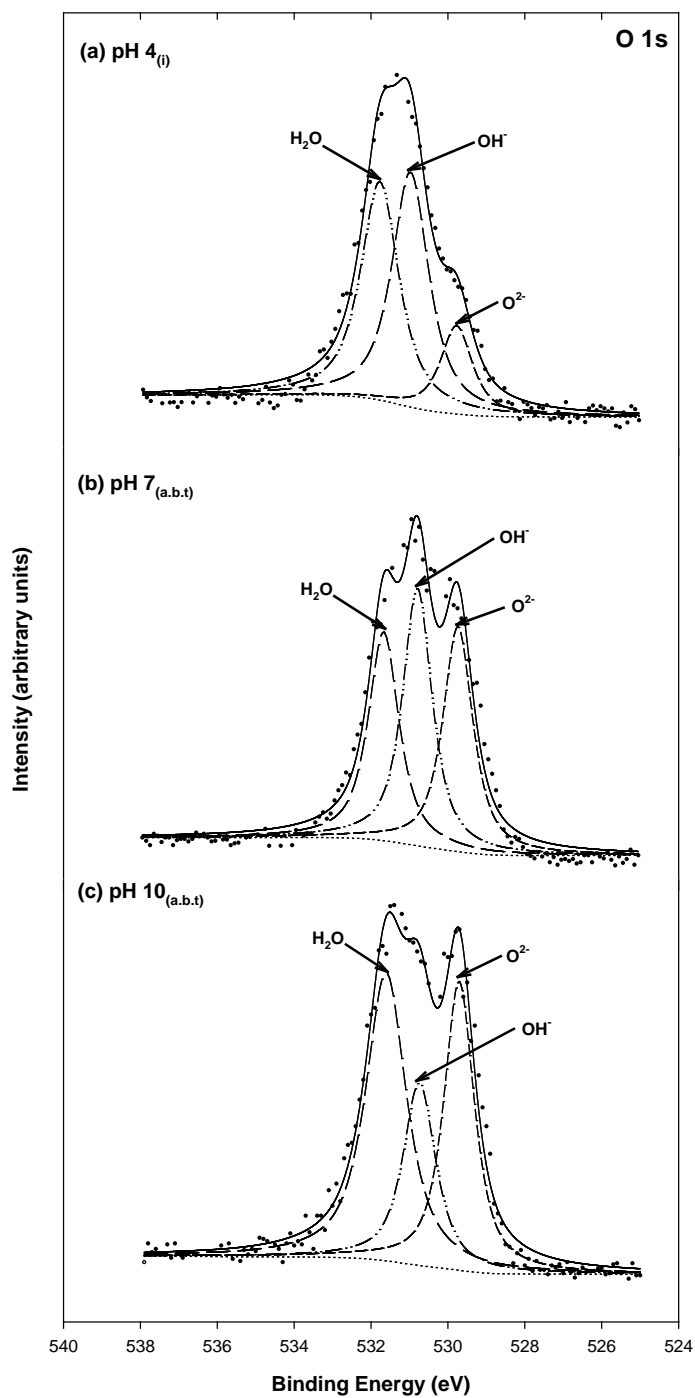 O 1s
(a) pH 4(i)
H2O
OH-
O2-
(b) pH 7(a.b.t)
OH-
H2O
O2-
(c) pH 10(a.b.t)
H2O
O2-
OH-
Intensity (arbitrary units)
540 538 536 534 532 530 528 526 524
Binding Energy (eV)